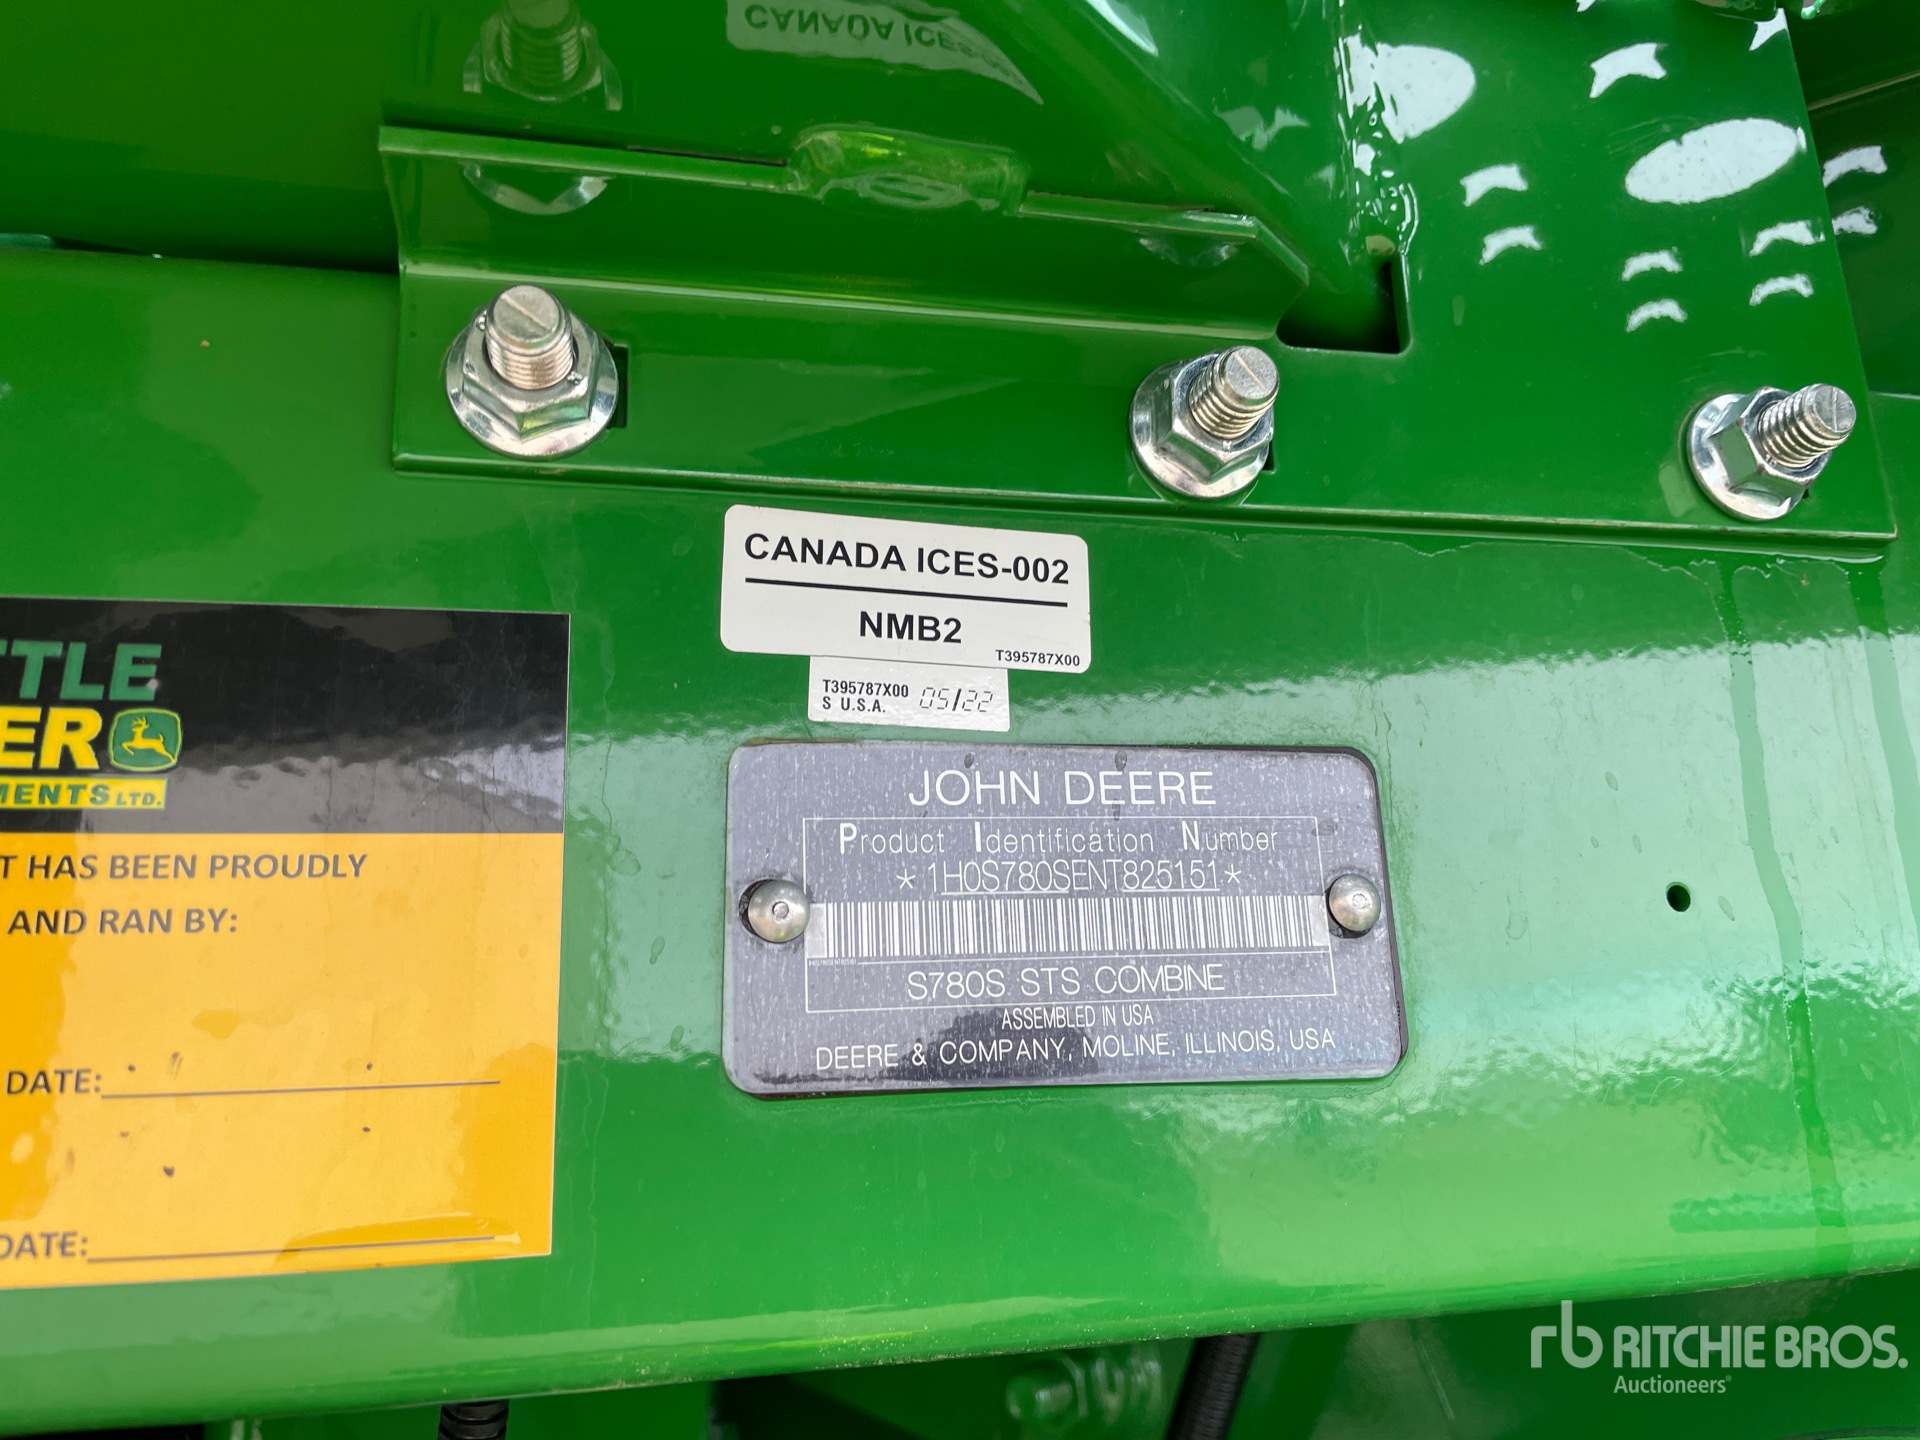 CANADA ICES-002
NMB2
T395787X00
T395787X00
S U.S.A. 05/22
TTLE
ER
MENTS LTD.
T HAS BEEN PROUDLY
AND RAN BY:
DATE:
DATE:
JOHN DEERE
Product Identification Number
*1H0S780SENT825151*
S780S STS COMBINE
ASSEMBLED IN USA
DEERE & COMPANY, MOLINE, ILLINOIS, USA
rb RITCHIE BROS.
Auctioneers